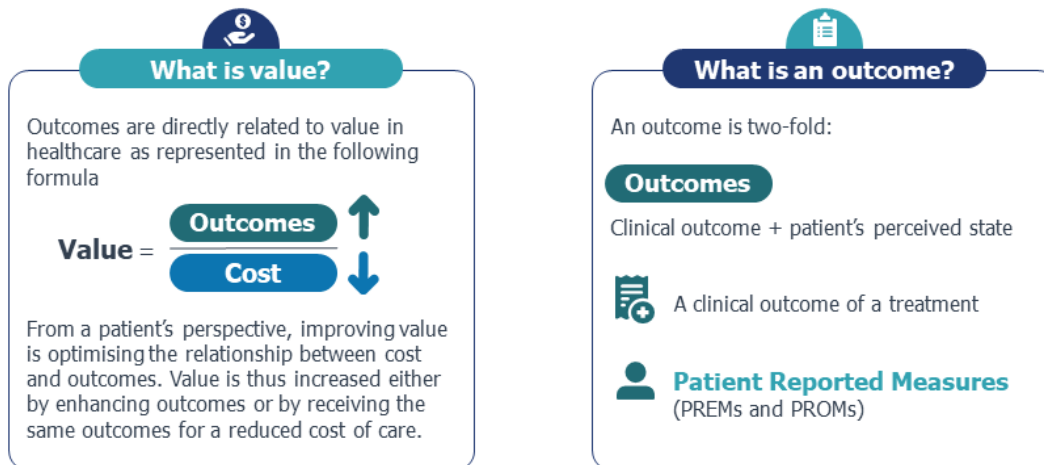 What is value?
Outcomes are directly related to value in
healthcare as represented in the following
formula
Value =
Outcomes
Cost
From a patient's perspective, improving value
is optimising the relationship between cost
and outcomes. Value is thus increased either
by enhancing outcomes or by receiving the
same outcomes for a reduced cost of care.
What is an outcome?
An outcome is two-fold:
Outcomes
Clinical outcome + patient's perceived state
A clinical outcome of a treatment
Patient Reported Measures
(PREMs and PROMs)